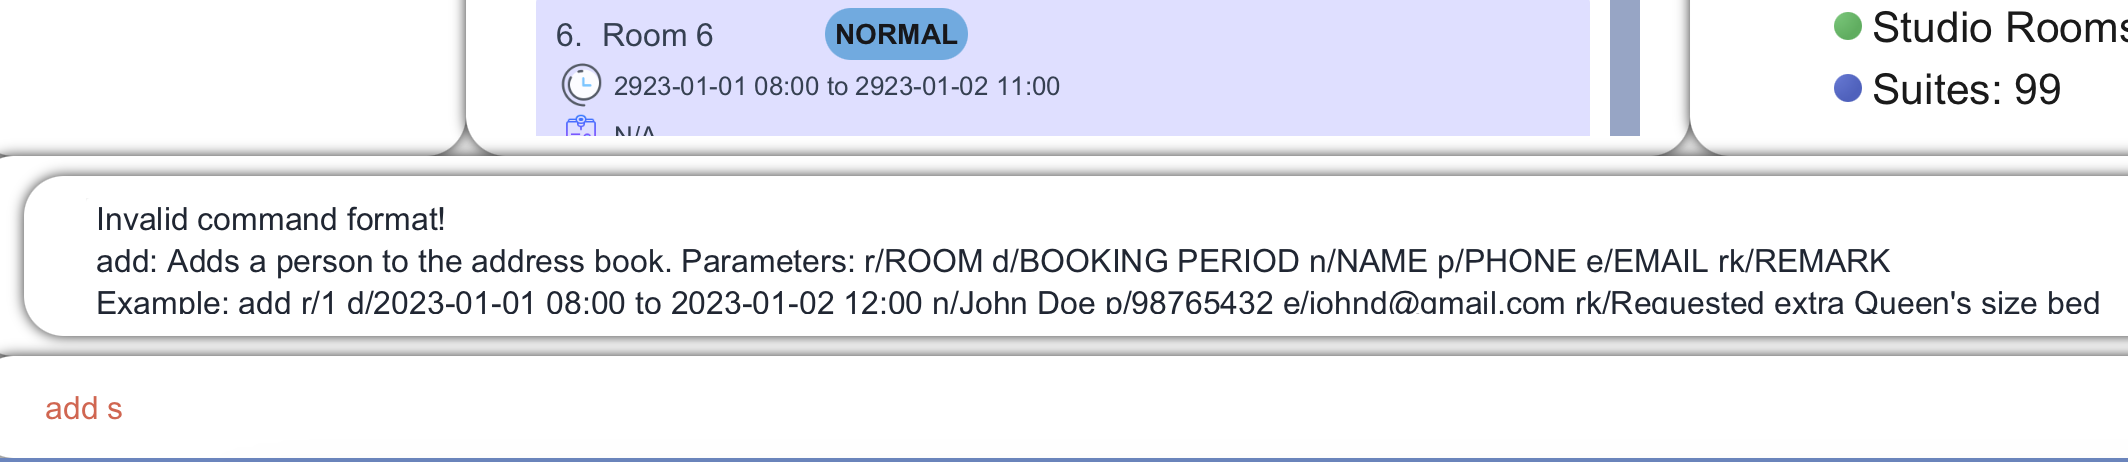 6. Room 6 NORMAL
2923-01-01 08:00 to 2923-01-02 11:00
N/A
Studio Rooms
Suites: 99
Invalid command format!
add: Adds a person to the address book. Parameters: r/ROOM d/BOOKING PERIOD n/NAME p/PHONE e/EMAIL rk/REMARK
Example: add r/1 d/2023-01-01 08:00 to 2023-01-02 12:00 n/John Doe p/98765432 e/johnd@gmail.com rk/Requested extra Queen's size bed
add s